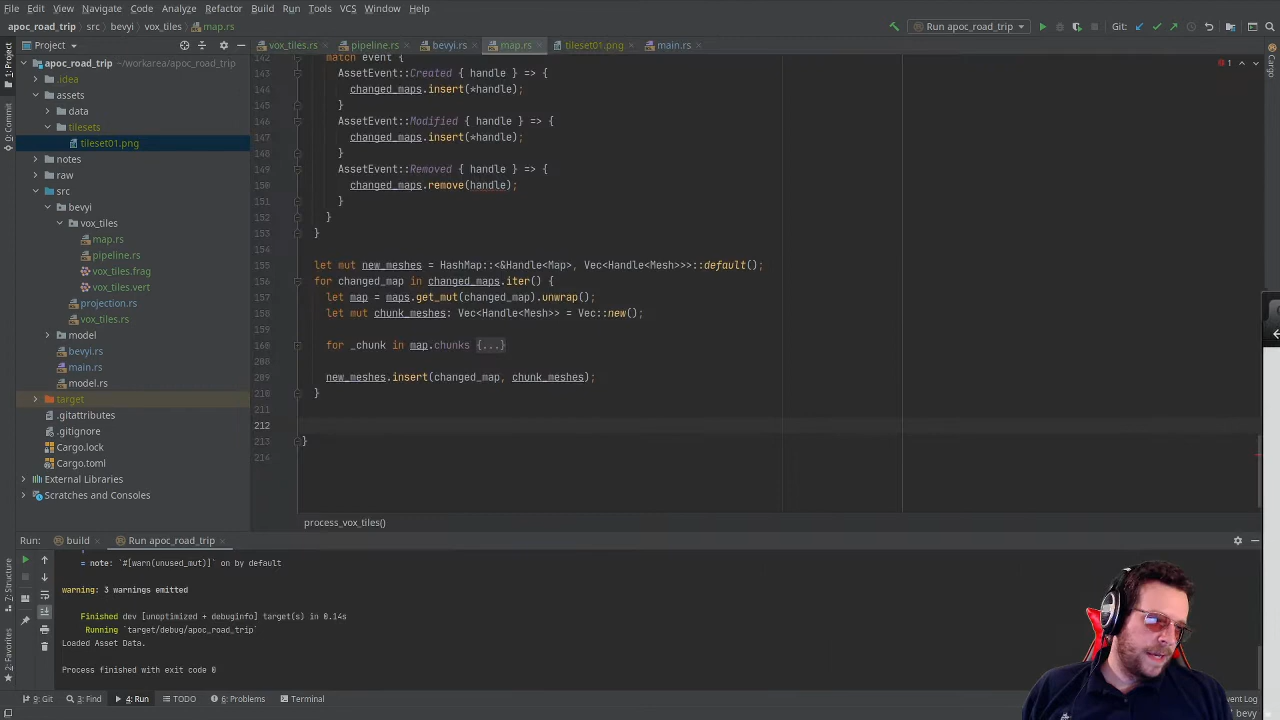 File Edit View Navigate Code Analyze Refactor Build Run Tools VCS Window Help
apoc_road_trip src bevyi vox_tiles map.rs Run apoc_road_trip Git:
Project vox_tiles.rs pipeline.rs bevyi.rs map.rs tileset01.png main.rs
1: Project
0: Commit
7: Structure
2: Favorites
Cargo
apoc_road_trip ~/workarea/apoc_road_trip
.idea
assets
data
tilesets
tileset01.png
notes
raw
src
bevyi
vox_tiles
map.rs
pipeline.rs
vox_tiles.frag
vox_tiles.vert
projection.rs
vox_tiles.rs
model
bevyi.rs
main.rs
model.rs
target
.gitattributes
.gitignore
Cargo.lock
Cargo.toml
External Libraries
Scratches and Consoles
1
142 match event {
143 AssetEvent::Created { handle } => {
144 changed_maps.insert(*handle);
145 }
146 AssetEvent::Modified { handle } => {
147 changed_maps.insert(*handle);
148 }
149 AssetEvent::Removed { handle } => {
150 changed_maps.remove(handle);
151 }
152 }
153 }
154
155 let mut new_meshes = HashMap::<&Handle<Map>, Vec<Handle<Mesh>>>::default();
156 for changed_map in changed_maps.iter() {
157 let map = maps.get_mut(changed_map).unwrap();
158 let mut chunk_meshes: Vec<Handle<Mesh>> = Vec::new();
159
160 for _chunk in map.chunks {...}
208
209 new_meshes.insert(changed_map, chunk_meshes);
210 }
211
212
213 }
214
process_vox_tiles()
Run: build Run apoc_road_trip
= note: `#[warn(unused_mut)]` on by default
warning: 3 warnings emitted
Finished dev [unoptimized + debuginfo] target(s) in 0.14s
Running `target/debug/apoc_road_trip`
Loaded Asset Data.
Process finished with exit code 0
9: Git 3: Find 4: Run TODO 6: Problems Terminal
bevy